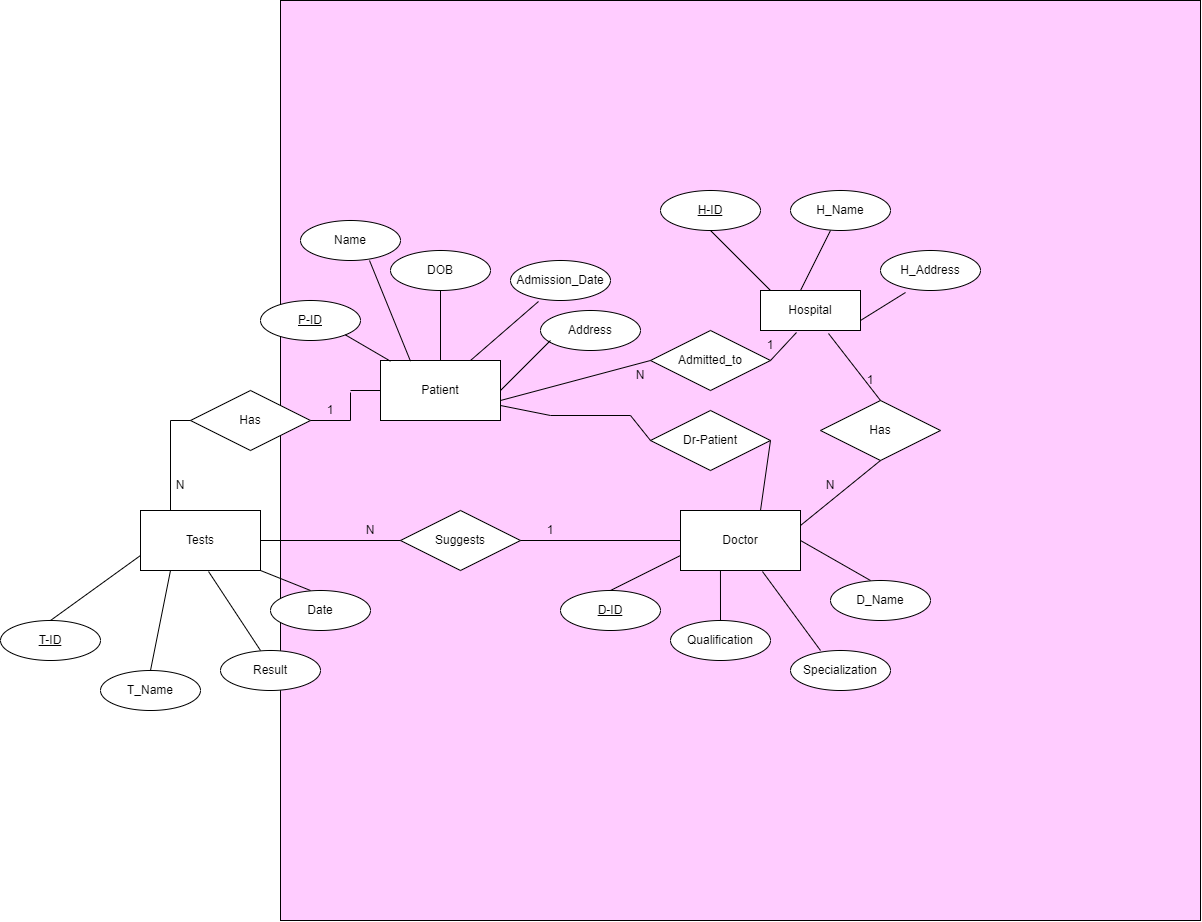 H-ID
H_Name
Name
DOB
H_Address
Admission_Date
P-ID
Address
Hospital
1
Admitted_to
N
1
Patient
1
Has
Dr-Patient
Has
N
N
N
1
Tests
Suggests
Doctor
D_Name
Date
D-ID
T-ID
Qualification
Result
Specialization
T_Name